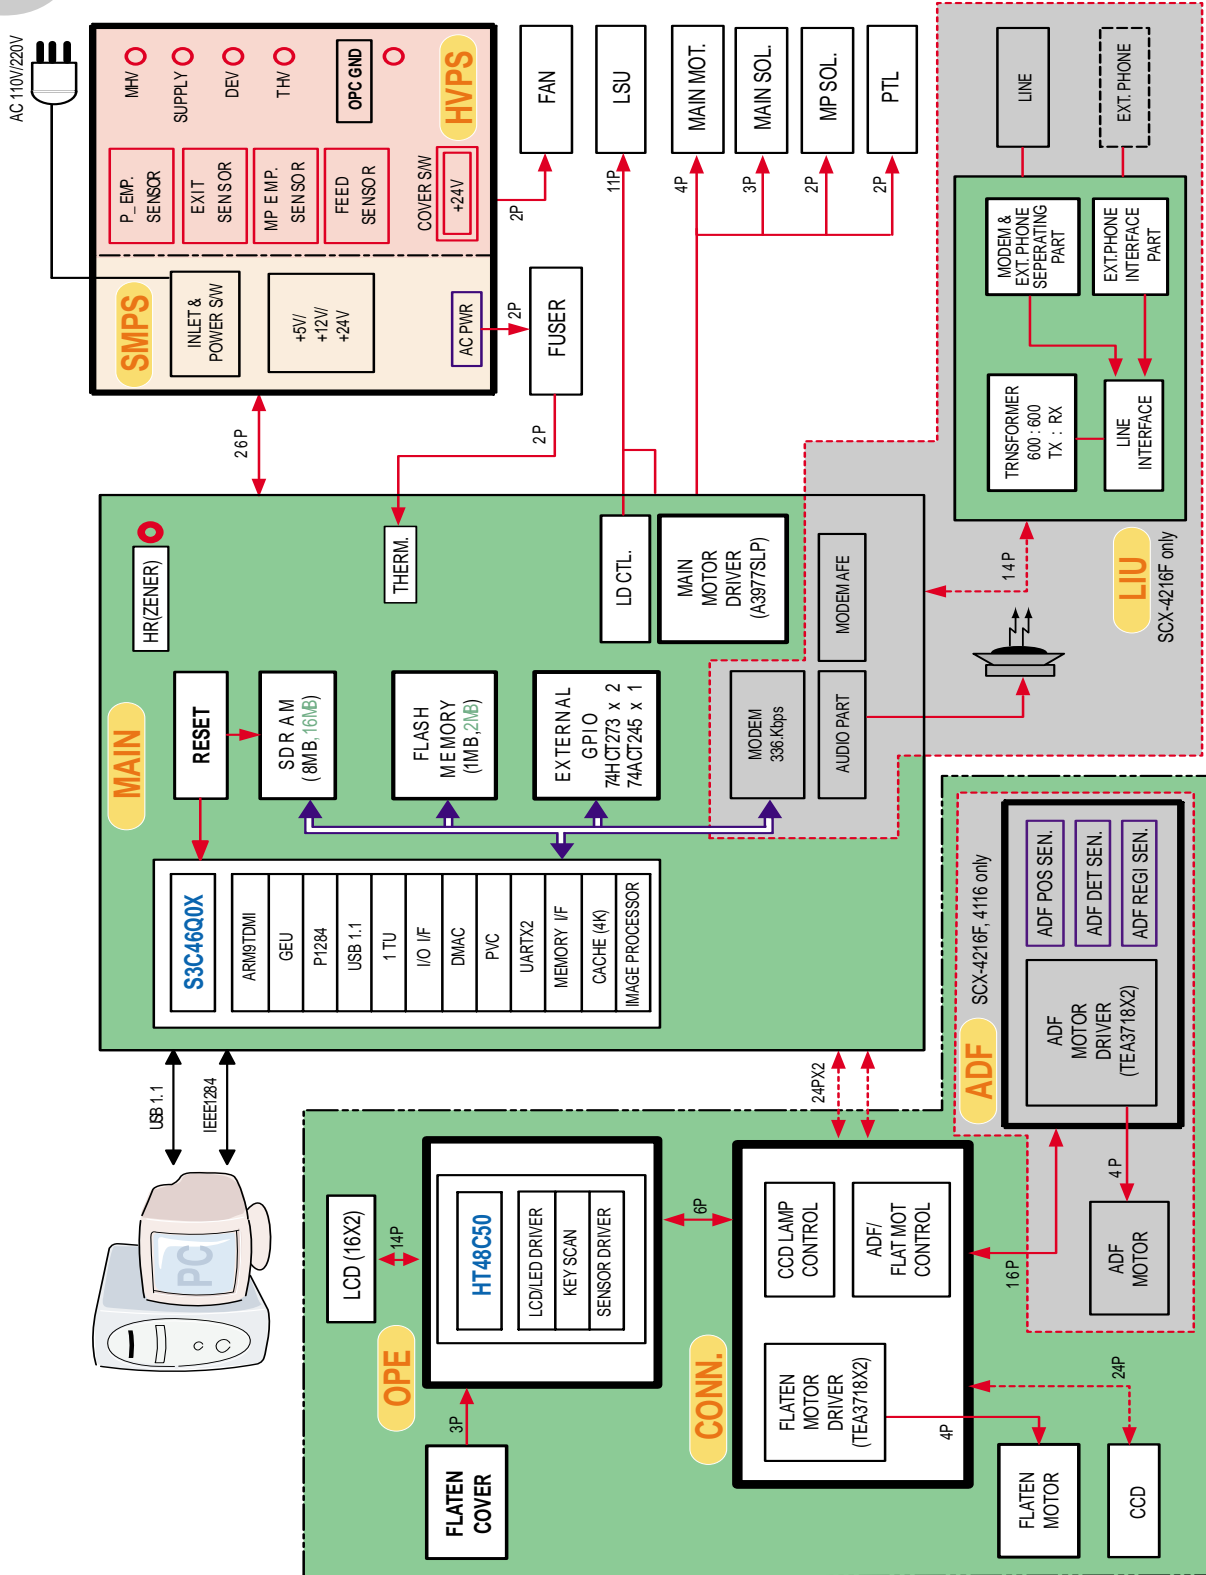 AC 110V/220V
SMPS
INLET &
POWER S/W
+5V/
+12V/
+24V
AC PWR
P_ EMP.
SENSOR
EXIT
SENSOR
MP EMP.
SENSOR
FEED
SENSOR
COVER S/W
+24V
MHV
SUPPLY
DEV
THV
OPC GND
HVPS
26P
2P
FUSER
2P
2P
FAN
11P
LSU
4P
MAIN MOT.
3P
MAIN SOL.
2P
MP SOL.
2P
PTL
MAIN
HR(ZENER)
THERM.
LD CTL.
MAIN
MOTOR
DRIVER
(A3977SLP)
RESET
SDRAM
(8MB,16MB)
FLASH
MEMORY
(1MB,2MB)
EXTERNAL
GPIO
74HCT273 x 2
74ACT245 x 1
MODEM
336.Kbps
AUDIO PART
MODEM AFE
S3C46Q0X
ARM9TDMI
GEU
P1284
USB 1.1
1 TU
I/O I/F
DMAC
PVC
UARTX2
MEMORY I/F
CACHE (4K)
IMAGE PROCESSOR
LINE
EXT. PHONE
MODEM &
EXT. PHONE
SEPERATING
PART
EXT.PHONE
INTERFACE
PART
TRNSFORMER
600 : 600
TX : RX
LINE
INTERFACE
14P
LIU
SCX-4216F only
USB 1.1
IEEE1284
PC
24PX2
LCD (16X2)
14P
OPE
HT48C50
LCD/LED DRIVER
KEY SCAN
SENSOR DRIVER
3P
FLATEN
COVER
6P
CONN.
CCD LAMP
CONTROL
ADF/
FLAT MOT
CONTROL
FLATEN
MOTOR
DRIVER
(TEA3718X2)
4P
FLATEN
MOTOR
24P
CCD
16P
ADF
SCX-4216F, 4116 only
ADF POS SEN.
ADF DET SEN.
ADF REGI SEN.
ADF
MOTOR
DRIVER
(TEA3718X2)
4P
ADF
MOTOR